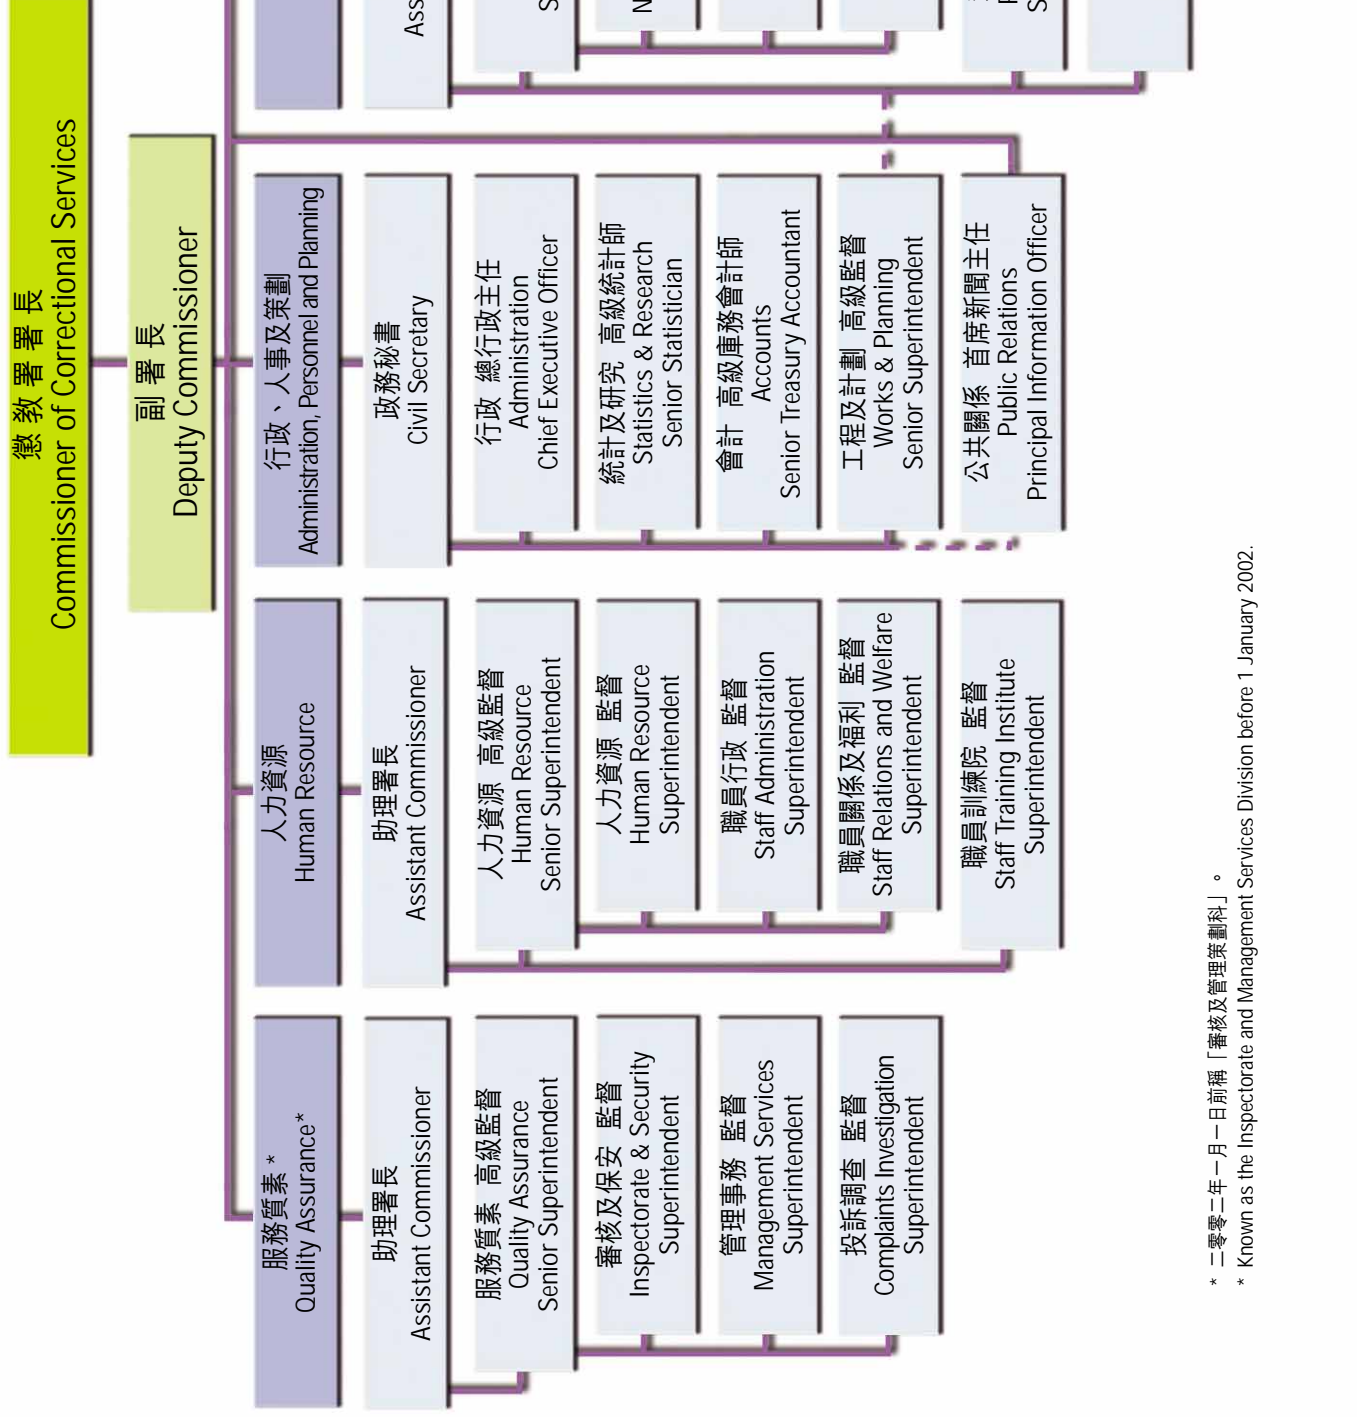 懲教署署長
Commissioner of Correctional Services
副署長
Deputy Commissioner
服務質素 *
Quality Assurance*
助理署長
Assistant Commissioner
服務質素 高級監督
Quality Assurance
Senior Superintendent
審核及保安 監督
Inspectorate & Security
Superintendent
管理事務 監督
Management Services
Superintendent
投訴調查 監督
Complaints Investigation
Superintendent
人力資源
Human Resource
助理署長
Assistant Commissioner
人力資源 高級監督
Human Resource
Senior Superintendent
人力資源 監督
Human Resource
Superintendent
職員行政 監督
Staff Administration
Superintendent
職員關係及福利 監督
Staff Relations and Welfare
Superintendent
職員訓練院 監督
Staff Training Institute
Superintendent
行政、人事及策劃
Administration, Personnel and Planning
政務秘書
Civil Secretary
行政 總行政主任
Administration
Chief Executive Officer
統計及研究 高級統計師
Statistics & Research
Senior Statistician
會計 高級庫務會計師
Accounts
Senior Treasury Accountant
工程及計劃 高級監督
Works & Planning
Senior Superintendent
公共關係 首席新聞主任
Public Relations
Principal Information Officer
Ass
S
N
S
* 二零零二年一月一日前稱「審核及管理策劃科」。
* Known as the Inspectorate and Management Services Division before 1 January 2002.